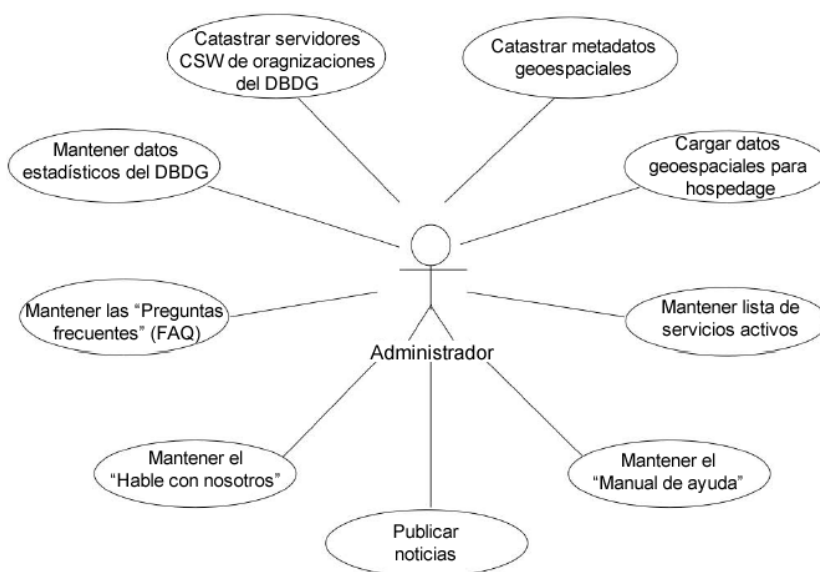 Catastrar servidores
CSW de oragnizaciones
del DBDG
Catastrar metadatos
geoespaciales
Mantener datos
estadísticos del DBDG
Cargar datos
geoespaciales para
hospedage
Mantener las “Preguntas
frecuentes” (FAQ)
Mantener lista de
servicios activos
Administrador
Mantener el
“Hable con nosotros”
Mantener el
“Manual de ayuda”
Publicar
noticias